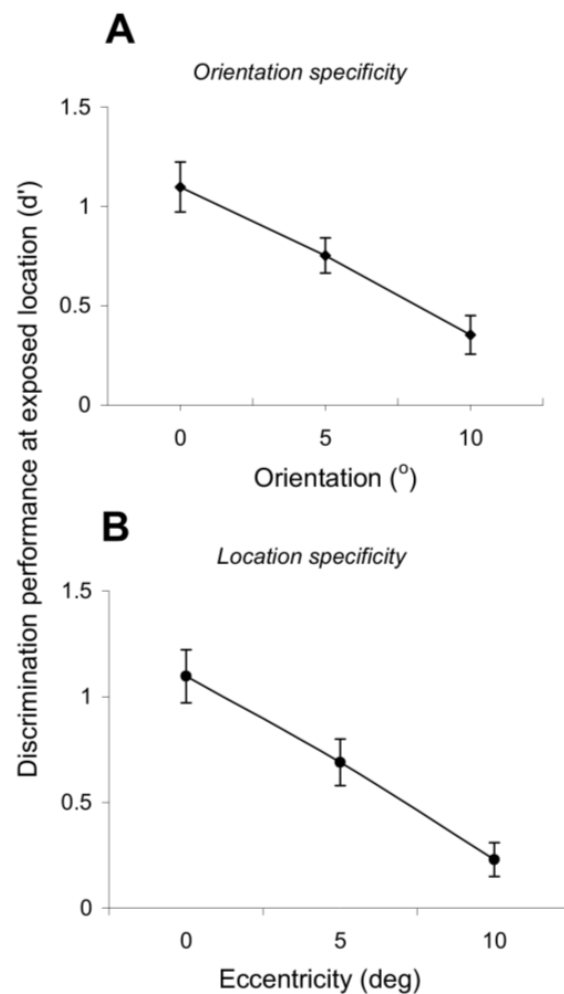 A
Orientation specificity
1.5
1
0.5
0
0
5
10
Orientation (°)
B
Location specificity
1.5
1
0.5
0
0
5
10
Eccentricity (deg)
Discrimination performance at exposed location (d')